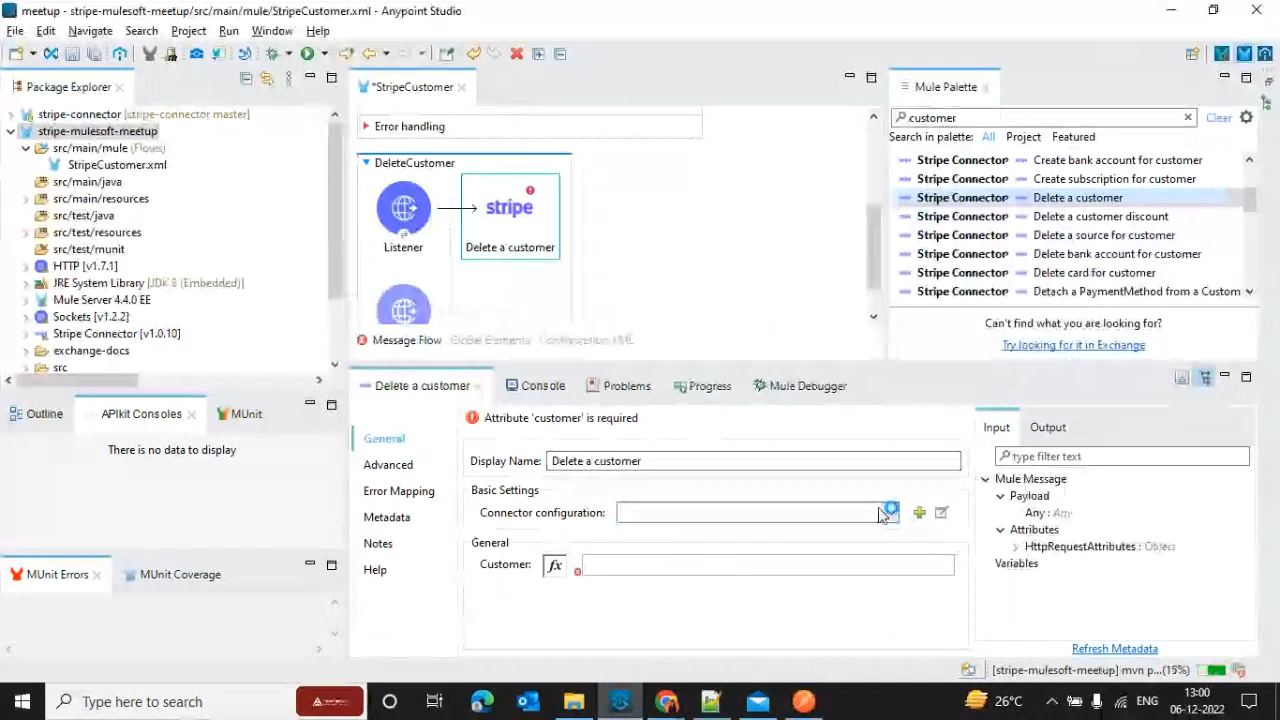 meetup - stripe-mulesoft-meetup/src/main/mule/StripeCustomer.xml - Anypoint Studio
File Edit Navigate Search Project Run Window Help
Package Explorer
stripe-connector [stripe-connector master]
stripe-mulesoft-meetup
src/main/mule (Flows)
StripeCustomer.xml
src/main/java
src/main/resources
src/test/java
src/test/resources
src/test/munit
HTTP [v1.7.1]
JRE System Library [JDK 8 (Embedded)]
Mule Server 4.4.0 EE
Sockets [v1.2.2]
Stripe Connector [v1.0.10]
exchange-docs
src
Outline APIkit Consoles MUnit
There is no data to display
MUnit Errors MUnit Coverage
*StripeCustomer
Error handling
DeleteCustomer
stripe
Listener Delete a customer
Message Flow Global Elements Configuration XML
Mule Palette
customer Clear
Search in palette: All Project Featured
Stripe Connector Create bank account for customer
Stripe Connector Create subscription for customer
Stripe Connector Delete a customer
Stripe Connector Delete a customer discount
Stripe Connector Delete a source for customer
Stripe Connector Delete bank account for customer
Stripe Connector Delete card for customer
Stripe Connector Detach a PaymentMethod from a Custom
Can't find what you are looking for?
Try looking for it in Exchange
Delete a customer Console Problems Progress Mule Debugger
General
Advanced
Error Mapping
Metadata
Notes
Help
Attribute 'customer' is required
Display Name: Delete a customer
Basic Settings
Connector configuration:
General
Customer: fx
Input Output
type filter text
Mule Message
Payload
Any : Any
Attributes
HttpRequestAttributes : Object
Variables
Refresh Metadata
[stripe-mulesoft-meetup] mvn p...(15%)
Type here to search
26°C
ENG
13:00
06-12-2022